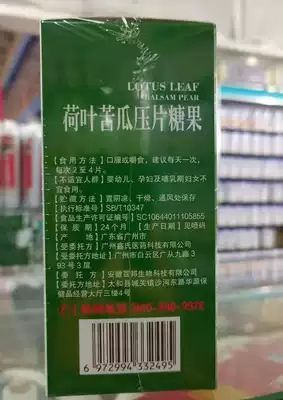 LOTUS LEAF
BALSAM PEAR
荷叶苦瓜压片糖果
【食用方法】口服或嚼食，建议每天一次，
每次2至4片。
【不适宜人群】婴幼儿、孕妇及哺乳期妇女不
宜食用。
【贮藏方法】置阴凉、干燥、通风处保存
【执行标准号】SB/T10347
【食品生产许可证编号】SC10644011105855
【保质期】24个月【生产日期】见喷码
【产地】广东省广州市
【受委托方】广州鑫氏医药科技有限公司
【受委托方地址】广州市白云区广从九路3
93号3层
【委托方】安徽百邦生物科技有限公司
【委托方地址】太和县城关镇沙河东路华源保
健品经营大厅三楼4号
6 972994 332495